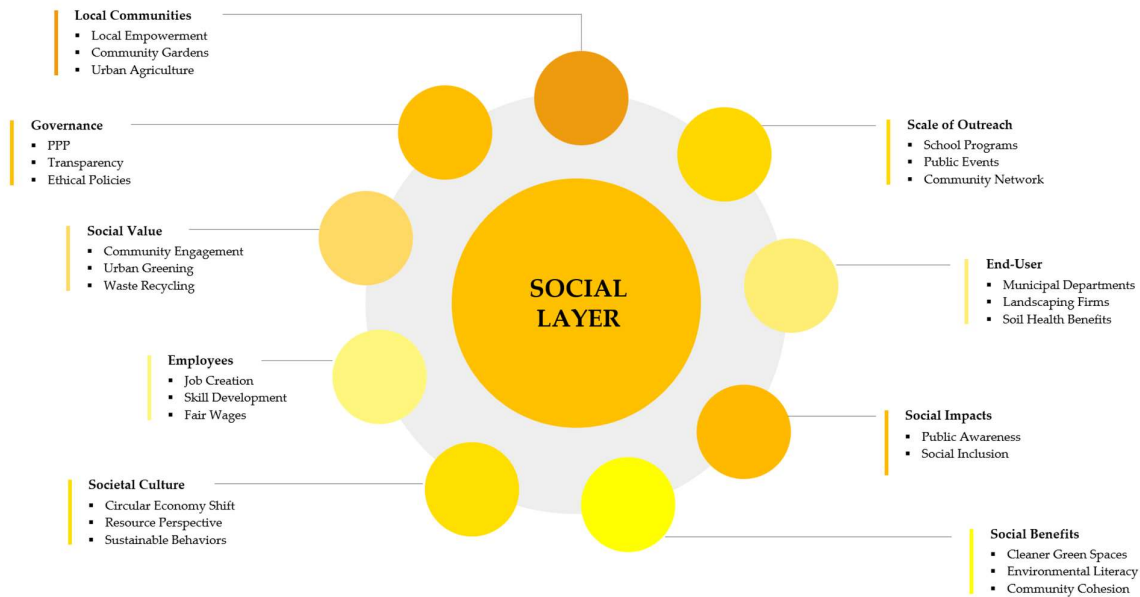 Local Communities
▪ Local Empowerment
▪ Community Gardens
▪ Urban Agriculture
Governance
▪ PPP
▪ Transparency
▪ Ethical Policies
Social Value
▪ Community Engagement
▪ Urban Greening
▪ Waste Recycling
Employees
▪ Job Creation
▪ Skill Development
▪ Fair Wages
Societal Culture
▪ Circular Economy Shift
▪ Resource Perspective
▪ Sustainable Behaviors
SOCIAL
LAYER
Scale of Outreach
▪ School Programs
▪ Public Events
▪ Community Network
End-User
▪ Municipal Departments
▪ Landscaping Firms
▪ Soil Health Benefits
Social Impacts
▪ Public Awareness
▪ Social Inclusion
Social Benefits
▪ Cleaner Green Spaces
▪ Environmental Literacy
▪ Community Cohesion